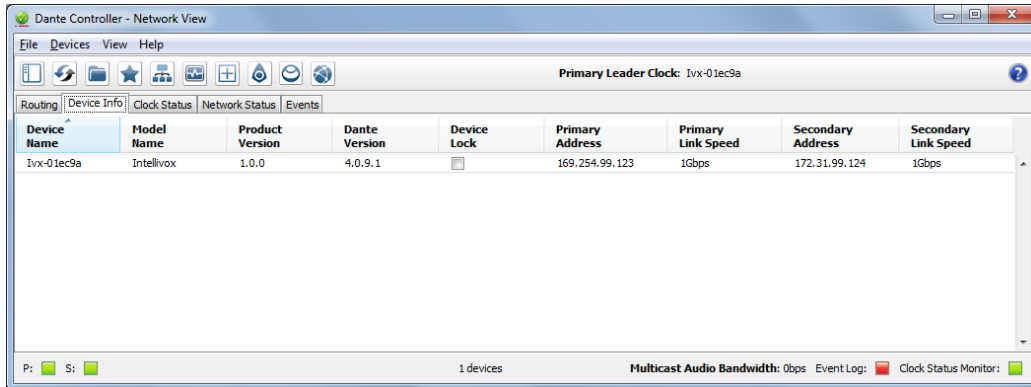 Dante Controller - Network View
File Devices View Help
Primary Leader Clock: Ivx-01ec9a
Routing Device Info Clock Status Network Status Events
Device Name Model Name Product Version Dante Version Device Lock Primary Address Primary Link Speed Secondary Address Secondary Link Speed
Ivx-01ec9a Intellivox 1.0.0 4.0.9.1 169.254.99.123 1Gbps 172.31.99.124 1Gbps
P: S: 1 devices Multicast Audio Bandwidth: 0bps Event Log: Clock Status Monitor: